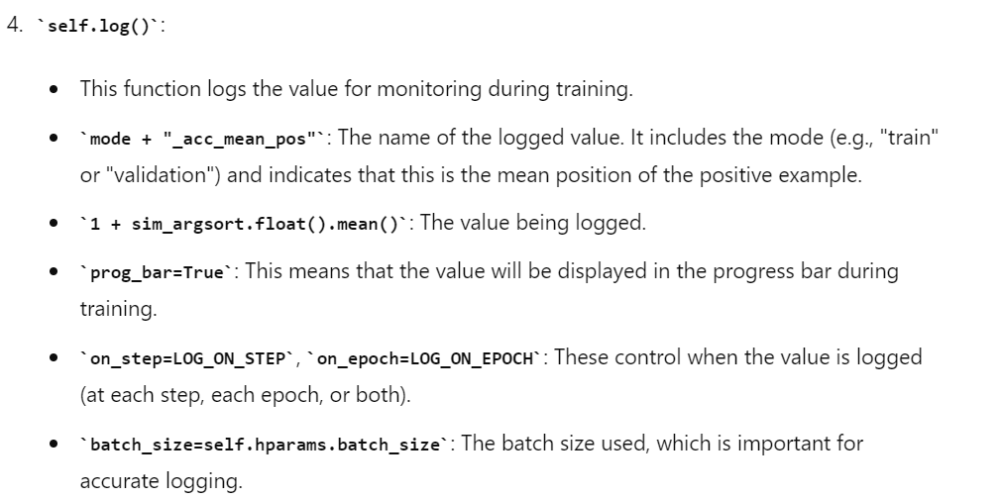 4. `self.log()`:
• This function logs the value for monitoring during training.
• `mode + "_acc_mean_pos"`: The name of the logged value. It includes the mode (e.g., "train"
or "validation") and indicates that this is the mean position of the positive example.
• `1 + sim_argsort.float().mean()`: The value being logged.
• `prog_bar=True`: This means that the value will be displayed in the progress bar during
training.
• `on_step=LOG_ON_STEP`, `on_epoch=LOG_ON_EPOCH`: These control when the value is logged
(at each step, each epoch, or both).
• `batch_size=self.hparams.batch_size`: The batch size used, which is important for
accurate logging.